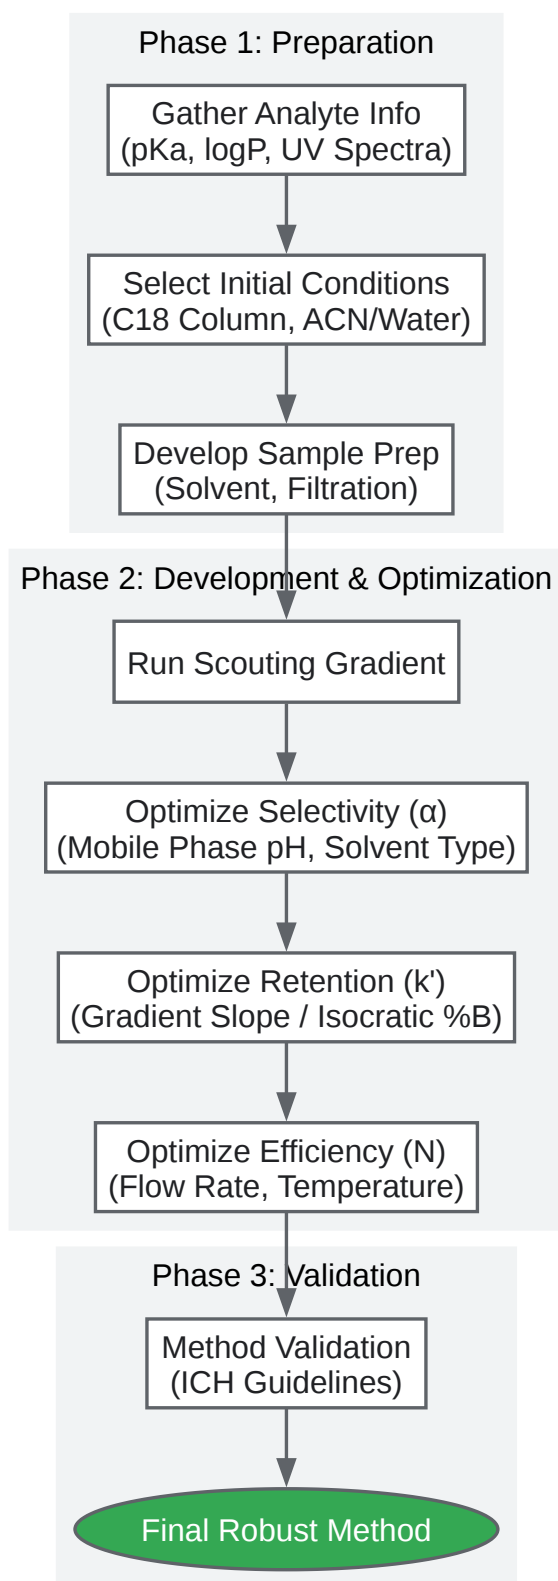 Phase 1: Preparation
Gather Analyte Info
(pKa, logP, UV Spectra)
Select Initial Conditions
(C18 Column, ACN/Water)
Develop Sample Prep
(Solvent, Filtration)
Phase 2: Development & Optimization
Run Scouting Gradient
Optimize Selectivity (α)
(Mobile Phase pH, Solvent Type)
Optimize Retention (k')
(Gradient Slope / Isocratic %B)
Optimize Efficiency (N)
(Flow Rate, Temperature)
Phase 3: Validation
Method Validation
(ICH Guidelines)
Final Robust Method